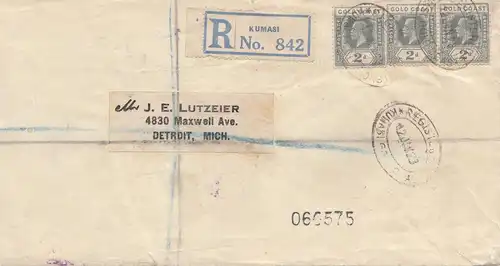 R
KUMASI
No. 842
GOLD COAST
2d
GOLD COAST
2d
GOLD COAST
2d
Mr J. E. LUTZEIER
4830 Maxwell Ave.
DETROIT, MICH.
066575